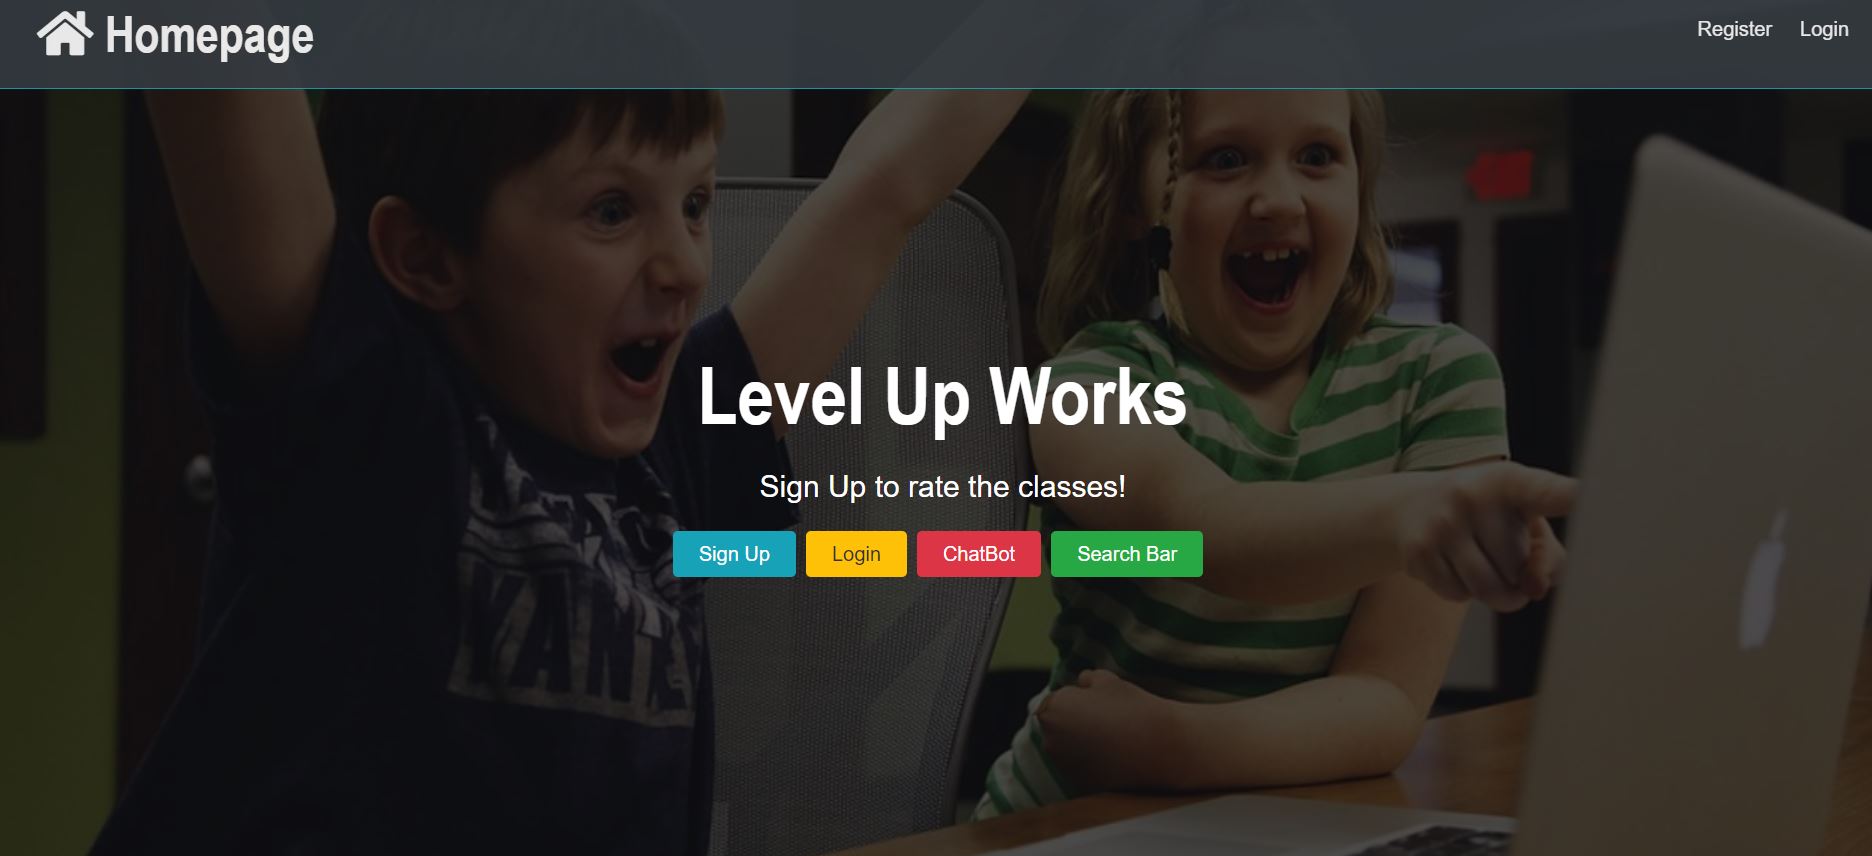 Homepage
Register
Login
Level Up Works
Sign Up to rate the classes!
Sign Up
Login
ChatBot
Search Bar